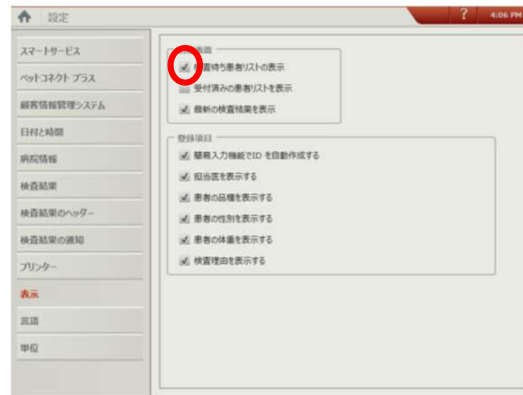 設定
? 4:06 PM
スマートサービス
ペットコネクト プラス
顧客情報管理システム
日付と時間
病院情報
検査結果
検査結果のヘッダー
検査結果の通知
プリンター
表示
言語
単位
画面
査待ち患者リストの表示
受付済みの患者リストを表示
最新の検査結果を表示
登録項目
簡易入力機能でID を自動作成する
担当医を表示する
患者の品種を表示する
患者の性別を表示する
患者の体重を表示する
検査理由を表示する